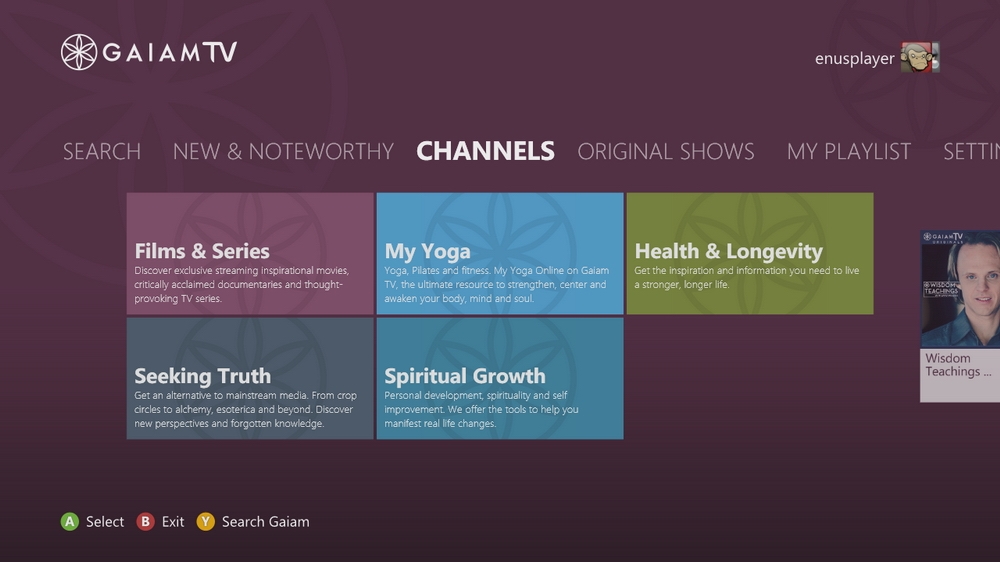 GAIAMTV
enusplayer
SEARCH NEW & NOTEWORTHY CHANNELS ORIGINAL SHOWS MY PLAYLIST SETTIN
Films & Series
Discover exclusive streaming inspirational movies,
critically acclaimed documentaries and thought-
provoking TV series.
My Yoga
Yoga, Pilates and fitness. My Yoga Online on Gaiam
TV, the ultimate resource to strengthen, center and
awaken your body, mind and soul.
Health & Longevity
Get the inspiration and information you need to live
a stronger, longer life.
GAIAMTV
WISDOM
TEACHINGS
Wisdom
Teachings ...
Seeking Truth
Get an alternative to mainstream media. From crop
circles to alchemy, esoterica and beyond. Discover
new perspectives and forgotten knowledge.
Spiritual Growth
Personal development, spirituality and self
improvement. We offer the tools to help you
manifest real life changes.
A Select B Exit Y Search Gaiam